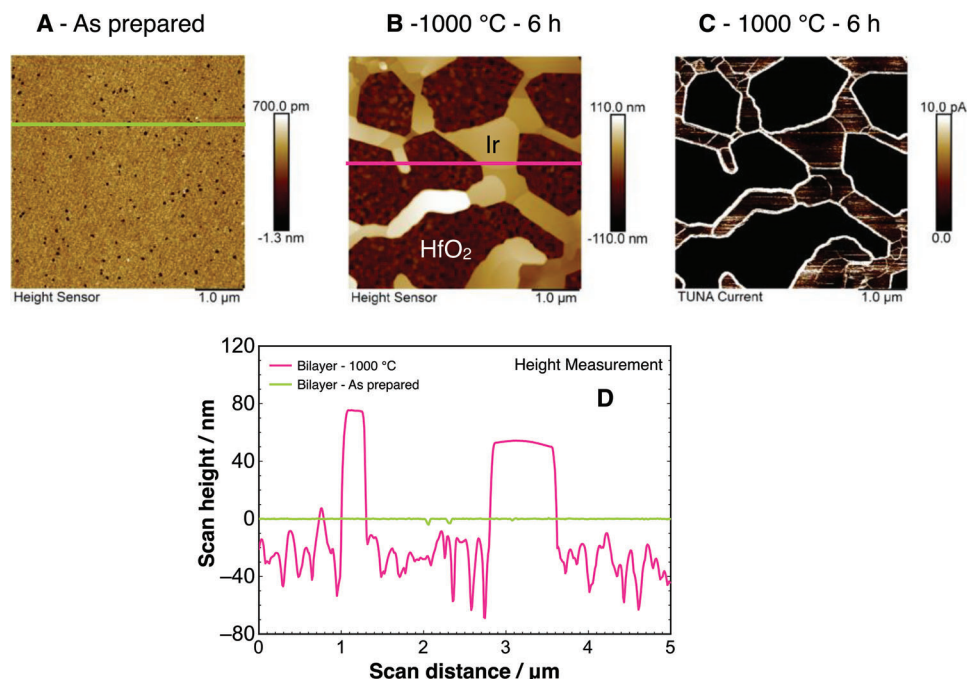 A - As prepared
B -1000 °C - 6 h
C - 1000 °C - 6 h
700.0 pm
-1.3 nm
Height Sensor
1.0 µm
Ir
HfO₂
110.0 nm
-110.0 nm
Height Sensor
1.0 µm
10.0 pA
0.0
TUNA Current
1.0 µm
120
80
40
0
–40
–80
Scan height / nm
Bilayer - 1000 °C
Bilayer - As prepared
Height Measurement
D
0 1 2 3 4 5
Scan distance / µm